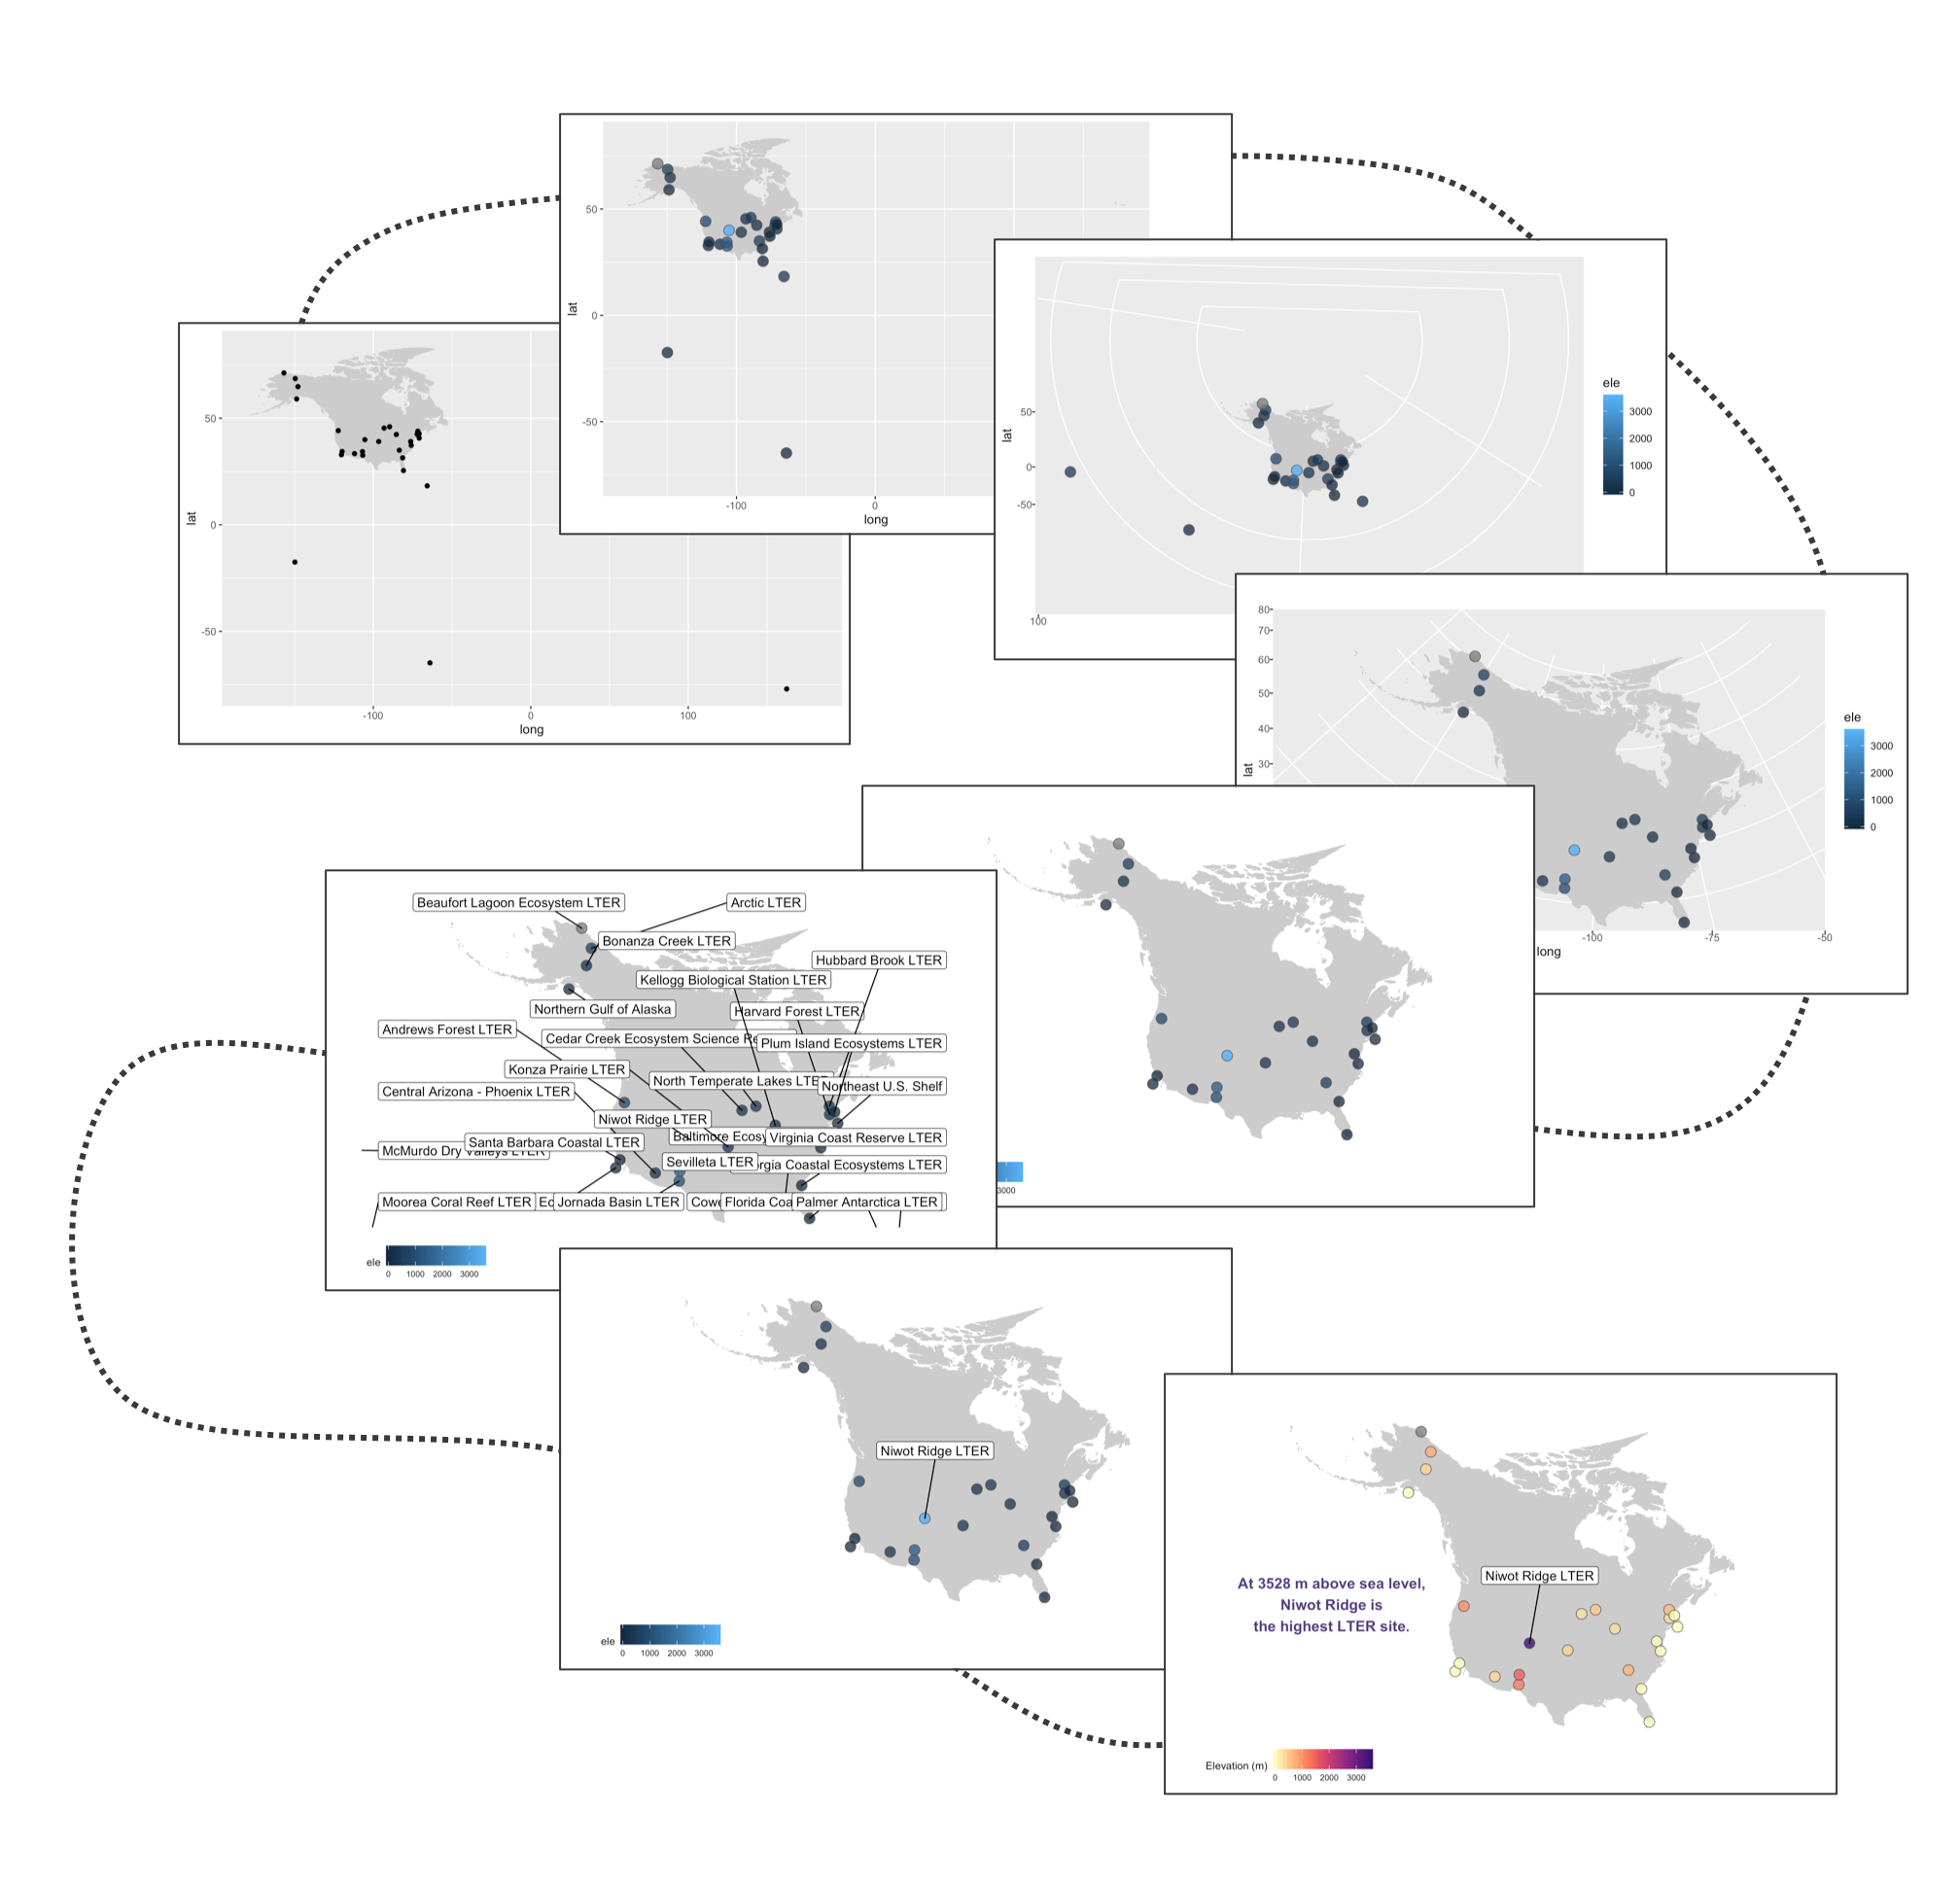 50
0
-50
lat
-100
0
100
long
50
0
-50
lat
-100
0
long
50
0
-50
lat
100
ele
3000
2000
1000
0
80
70
60
50
40
30
lat
-100
-75
-50
long
ele
3000
2000
1000
0
3000
Beaufort Lagoon Ecosystem LTER
Arctic LTER
Bonanza Creek LTER
Hubbard Brook LTER
Kellogg Biological Station LTER
Northern Gulf of Alaska
Harvard Forest LTER
Andrews Forest LTER
Cedar Creek Ecosystem Science Re
Plum Island Ecosystems LTER
Konza Prairie LTER
North Temperate Lakes LTER
Northeast U.S. Shelf
Central Arizona - Phoenix LTER
Niwot Ridge LTER
Baltimore Ecosy
Virginia Coast Reserve LTER
Santa Barbara Coastal LTER
McMurdo Dry Valleys LTER
Sevilleta LTER
rgia Coastal Ecosystems LTER
Moorea Coral Reef LTER
Ec
Jornada Basin LTER
Cowe
Florida Coa
Palmer Antarctica LTER
ele
0 1000 2000 3000
Niwot Ridge LTER
ele
0 1000 2000 3000
Niwot Ridge LTER
At 3528 m above sea level,
Niwot Ridge is
the highest LTER site.
Elevation (m)
0 1000 2000 3000